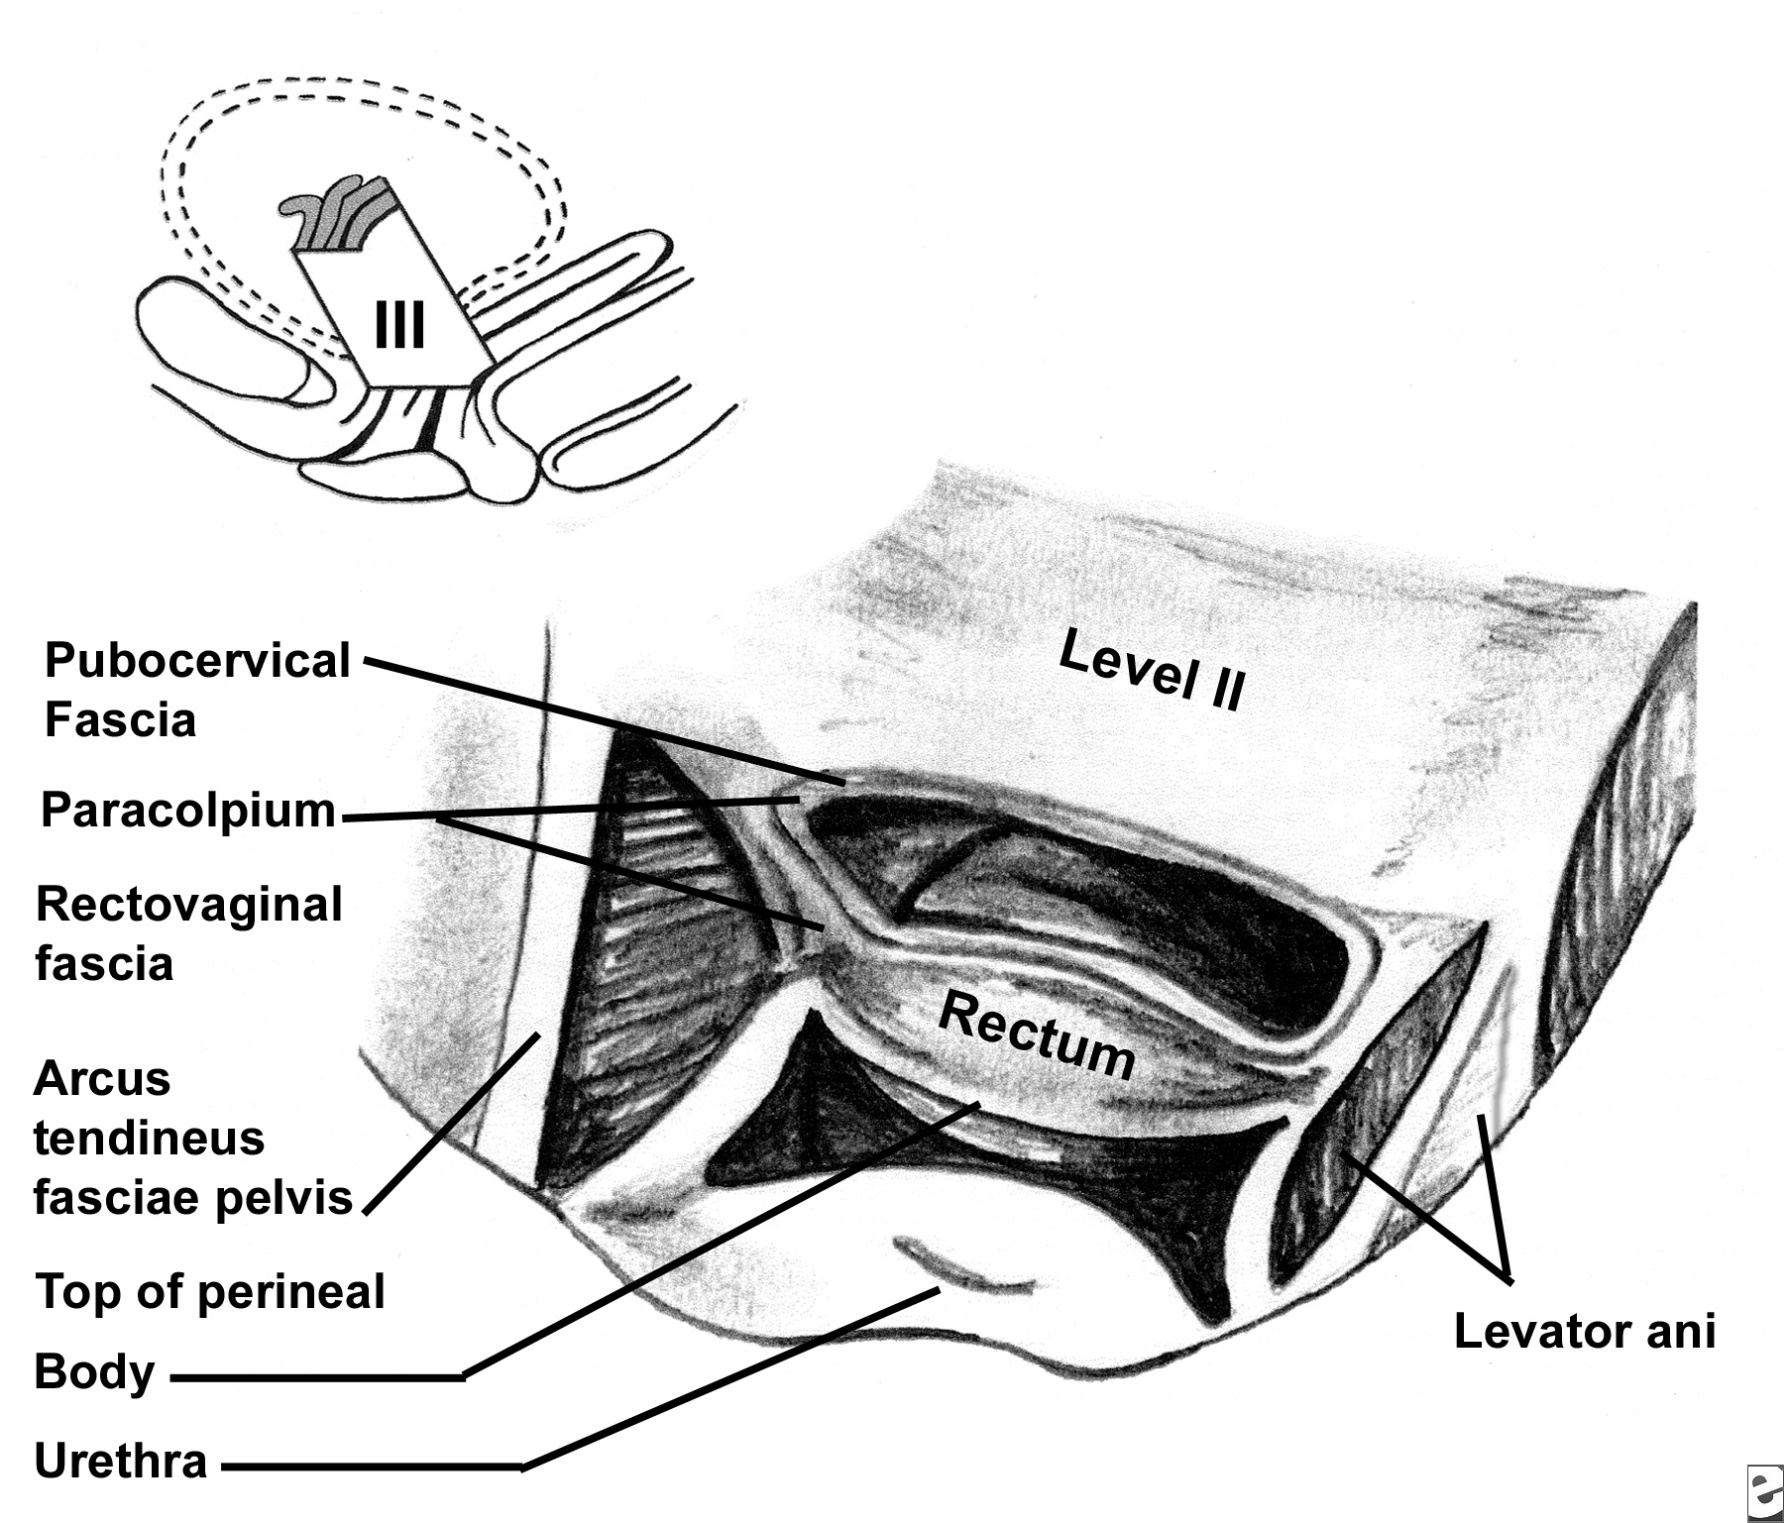 III
Level II
Pubocervical
Fascia
Paracolpium
Rectovaginal
fascia
Rectum
Arcus
tendineus
fasciae pelvis
Top of perineal
Body
Urethra
Levator ani
e